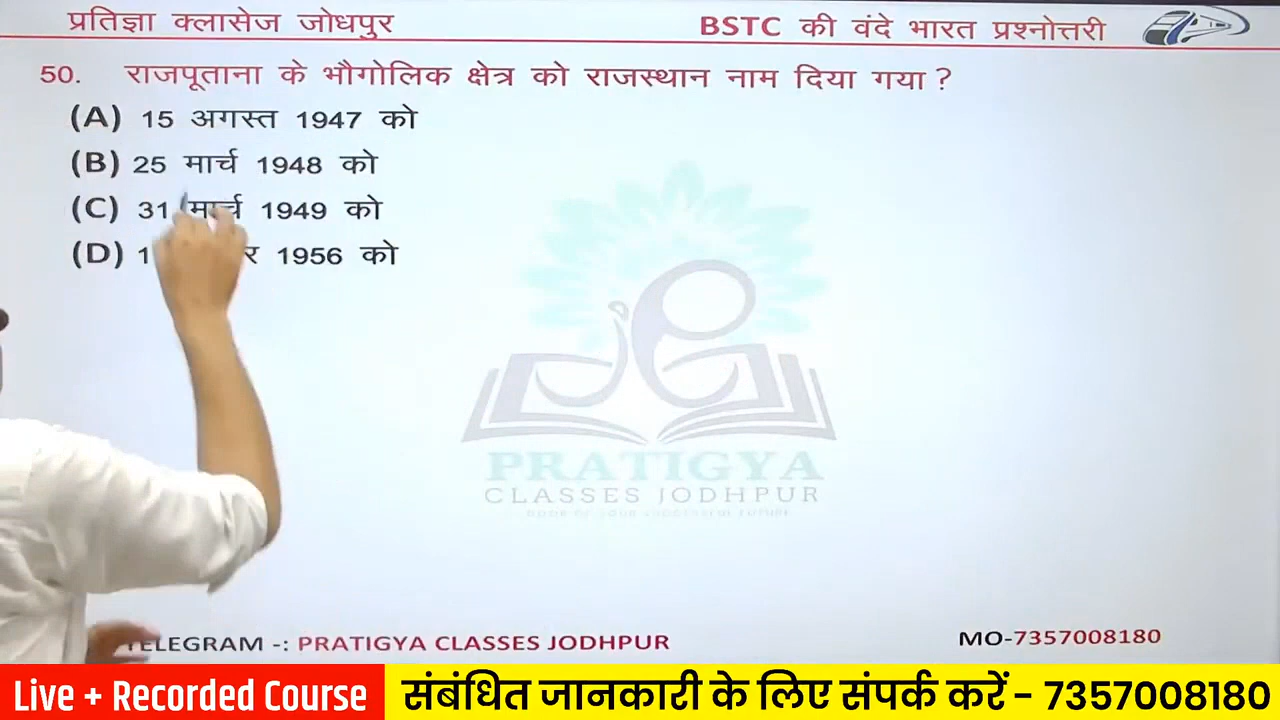 प्रतिज्ञा क्लासेज जोधपुर
BSTC की वंदे भारत प्रश्नोत्तरी
50. राजपूताना के भौगोलिक क्षेत्र को राजस्थान नाम दिया गया ?
(A) 15 अगस्त 1947 को
(B) 25 मार्च 1948 को
(C) 31 मार्च 1949 को
(D) 1 1956 को
PRATIGYA
CLASSES JODHPUR
TELEGRAM -: PRATIGYA CLASSES JODHPUR
MO-7357008180
Live + Recorded Course
संबंधित जानकारी के लिए संपर्क करें - 7357008180